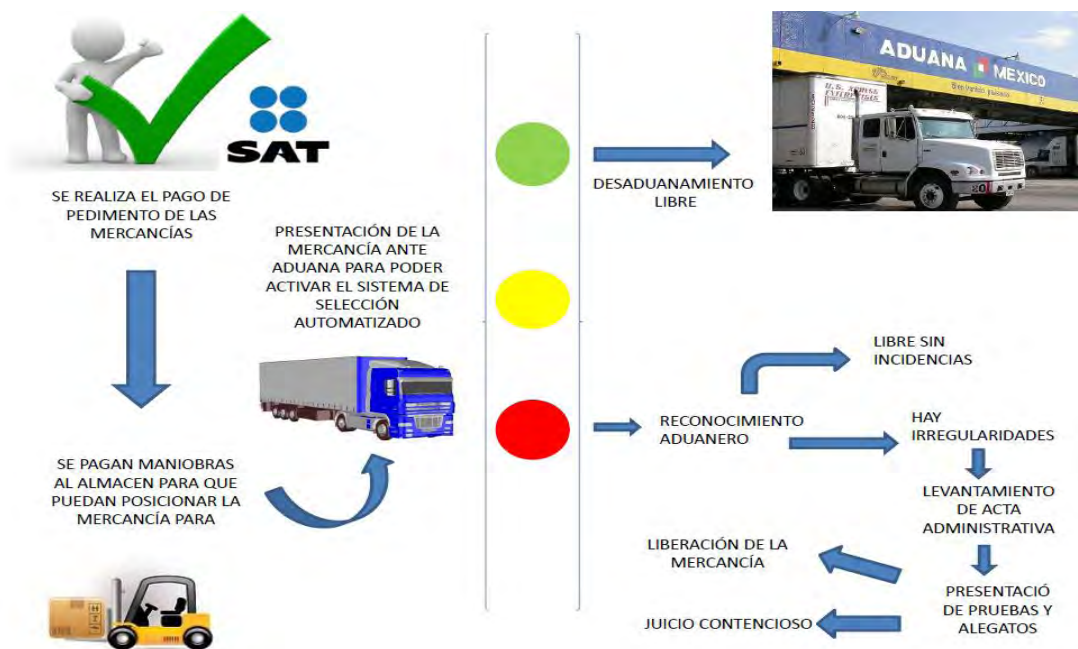 SAT
SE REALIZA EL PAGO DE
PEDIMENTO DE LAS
MERCANCÍAS
SE PAGAN MANIOBRAS
AL ALMACEN PARA QUE
PUEDAN POSICIONAR LA
MERCANCÍA PARA
PRESENTACIÓN DE LA
MERCANCÍA ANTE
ADUANA PARA PODER
ACTIVAR EL SISTEMA DE
SELECCIÓN
AUTOMATIZADO
DESADUANAMIENTO
LIBRE
ADUANA MEXICO
RECONOCIMIENTO
ADUANERO
LIBRE SIN
INCIDENCIAS
HAY
IRREGULARIDADES
LEVANTAMIENTO
DE ACTA
ADMINISTRATIVA
PRESENTACIÓ
DE PRUEBAS Y
ALEGATOS
LIBERACIÓN DE LA
MERCANCÍA
JUICIO CONTENCIOSO